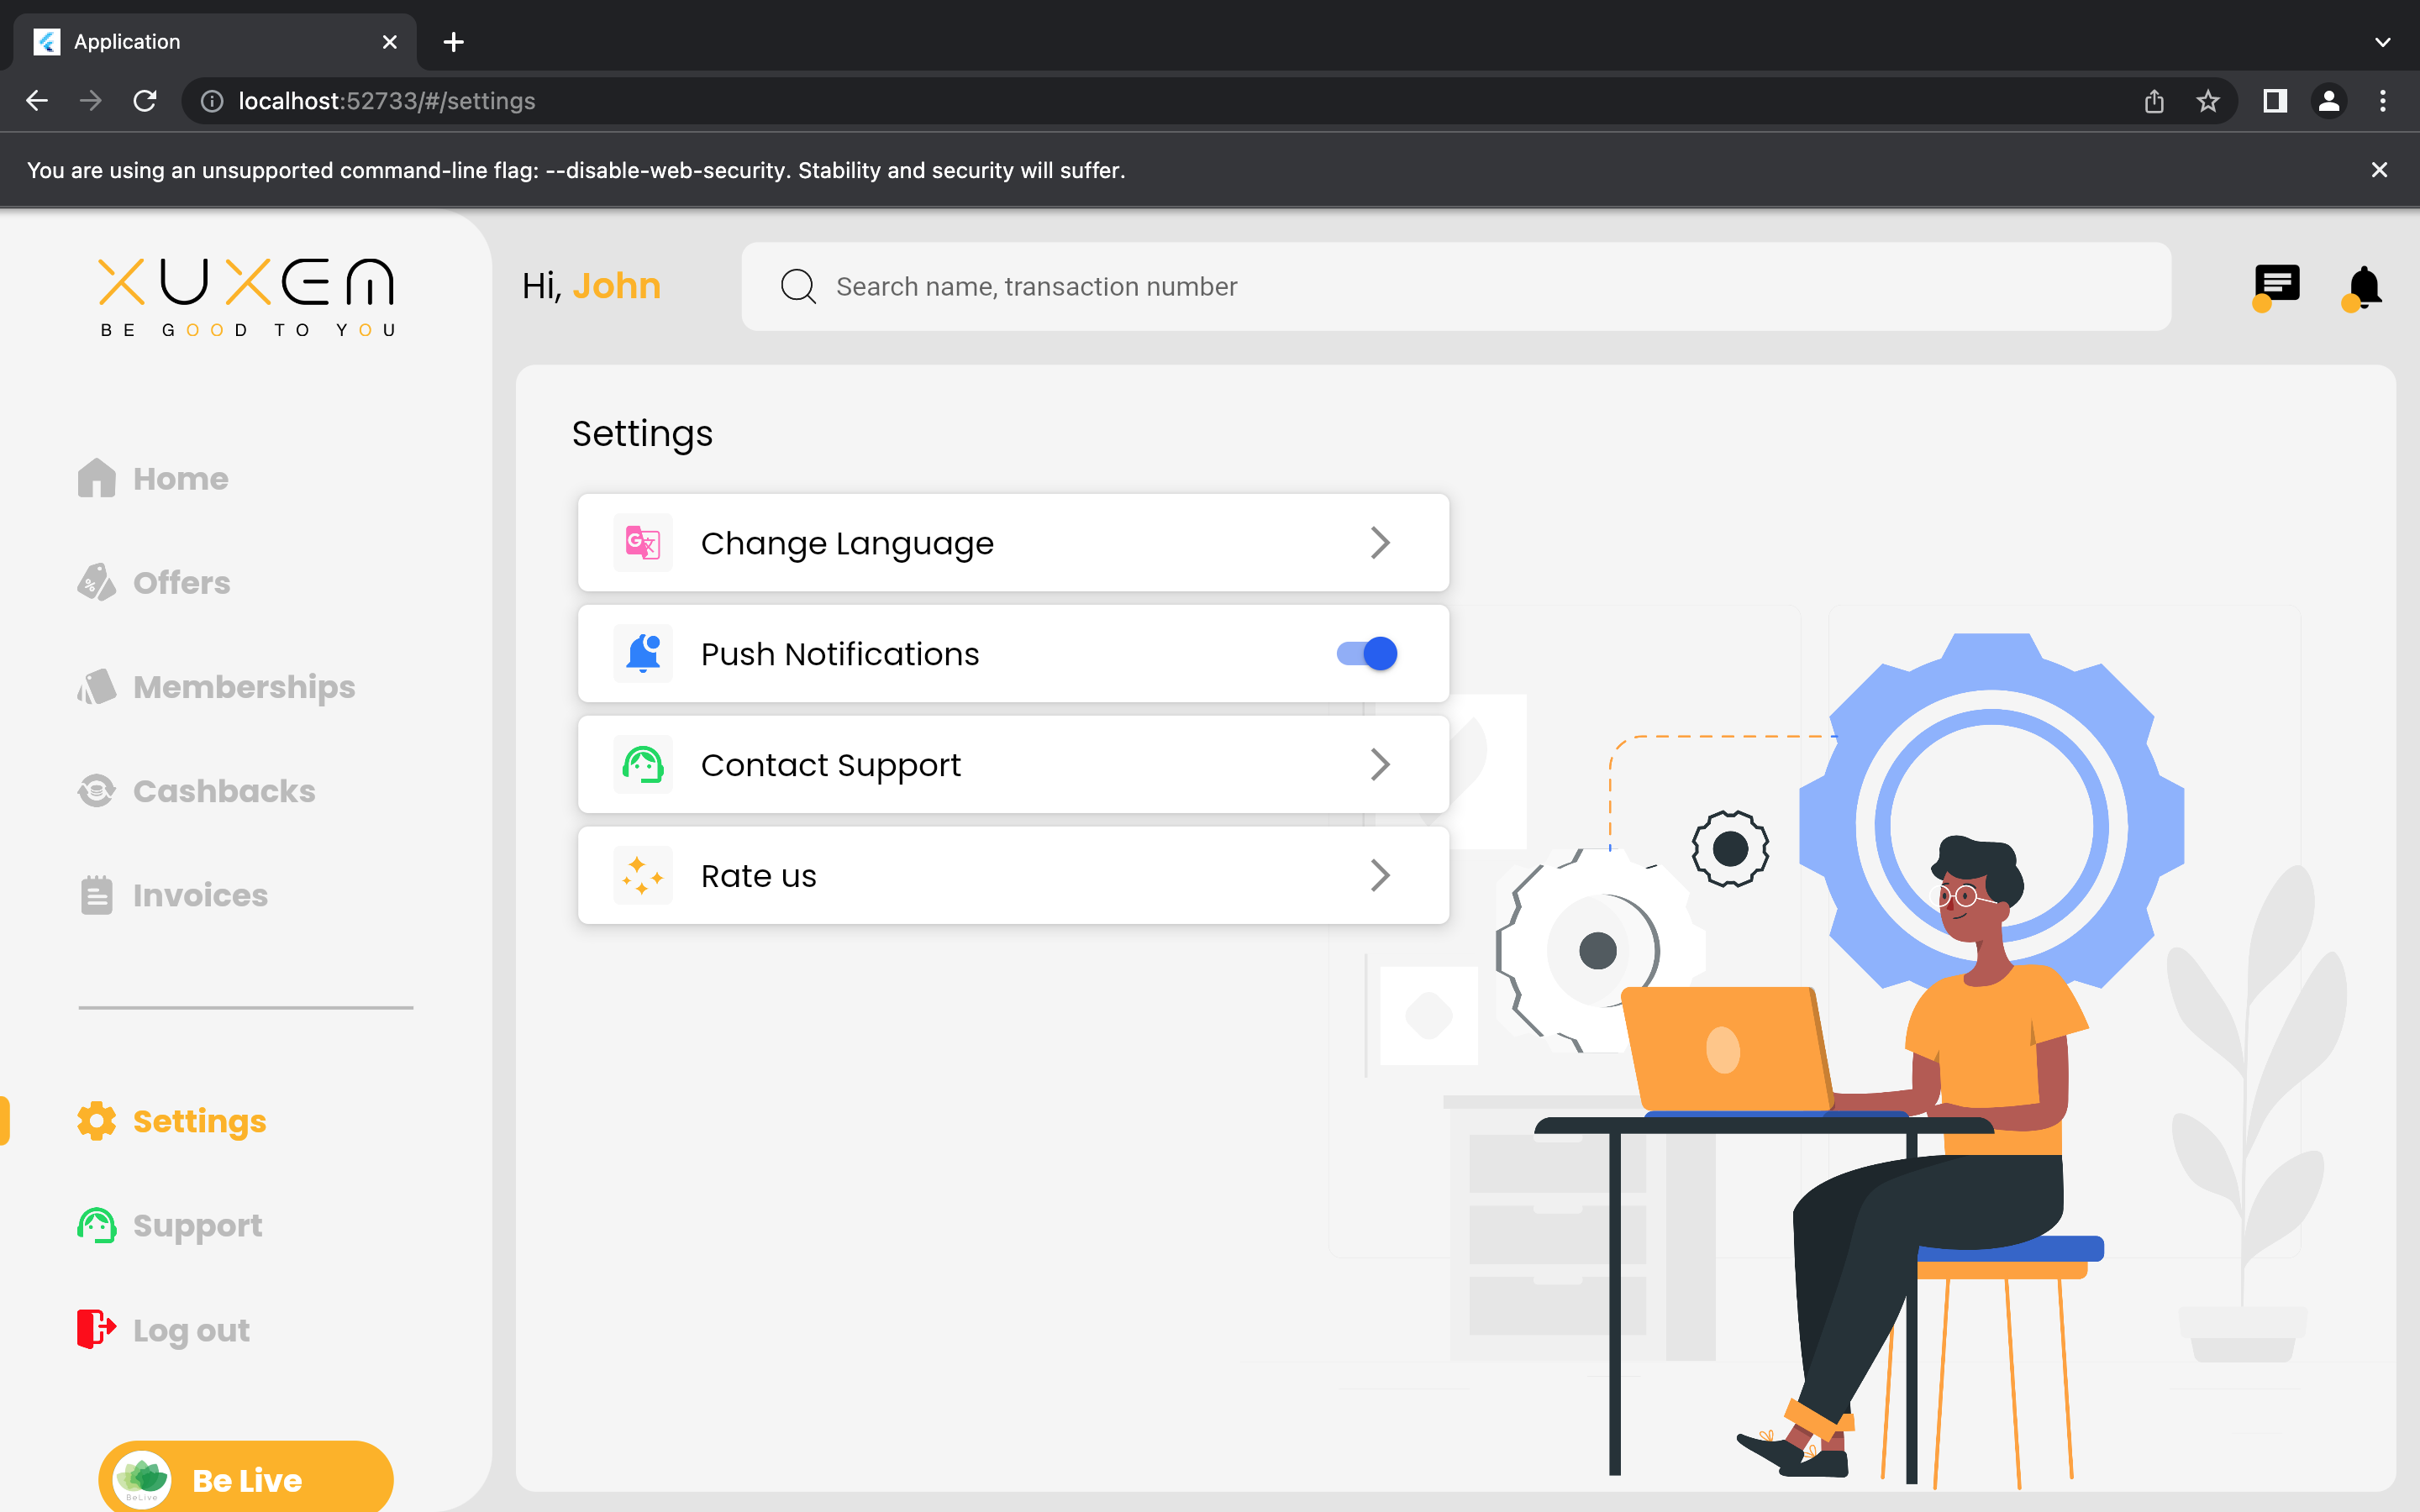 Application
localhost:52733/#/settings
You are using an unsupported command-line flag: --disable-web-security. Stability and security will suffer.
XUXEM
BE GOOD TO YOU
Hi, John
Search name, transaction number
Home
Offers
Memberships
Cashbacks
Invoices
Settings
Support
Log out
BeLive
Be Live
Settings
Change Language
Push Notifications
Contact Support
Rate us